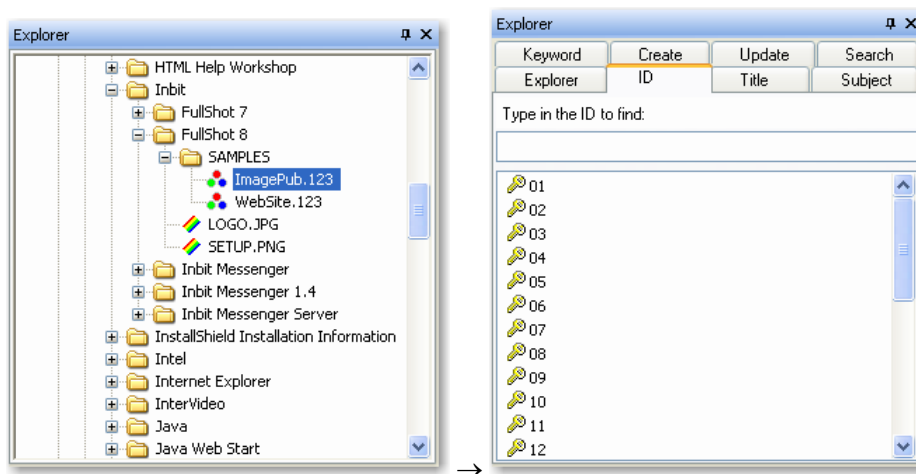 Explorer
HTML Help Workshop
Inbit
FullShot 7
FullShot 8
SAMPLES
ImagePub.123
WebSite.123
LOGO.JPG
SETUP.PNG
Inbit Messenger
Inbit Messenger 1.4
Inbit Messenger Server
InstallShield Installation Information
Intel
Internet Explorer
InterVideo
Java
Java Web Start
→
Explorer
Keyword Create Update Search
Explorer ID Title Subject
Type in the ID to find:
01
02
03
04
05
06
07
08
09
10
11
12